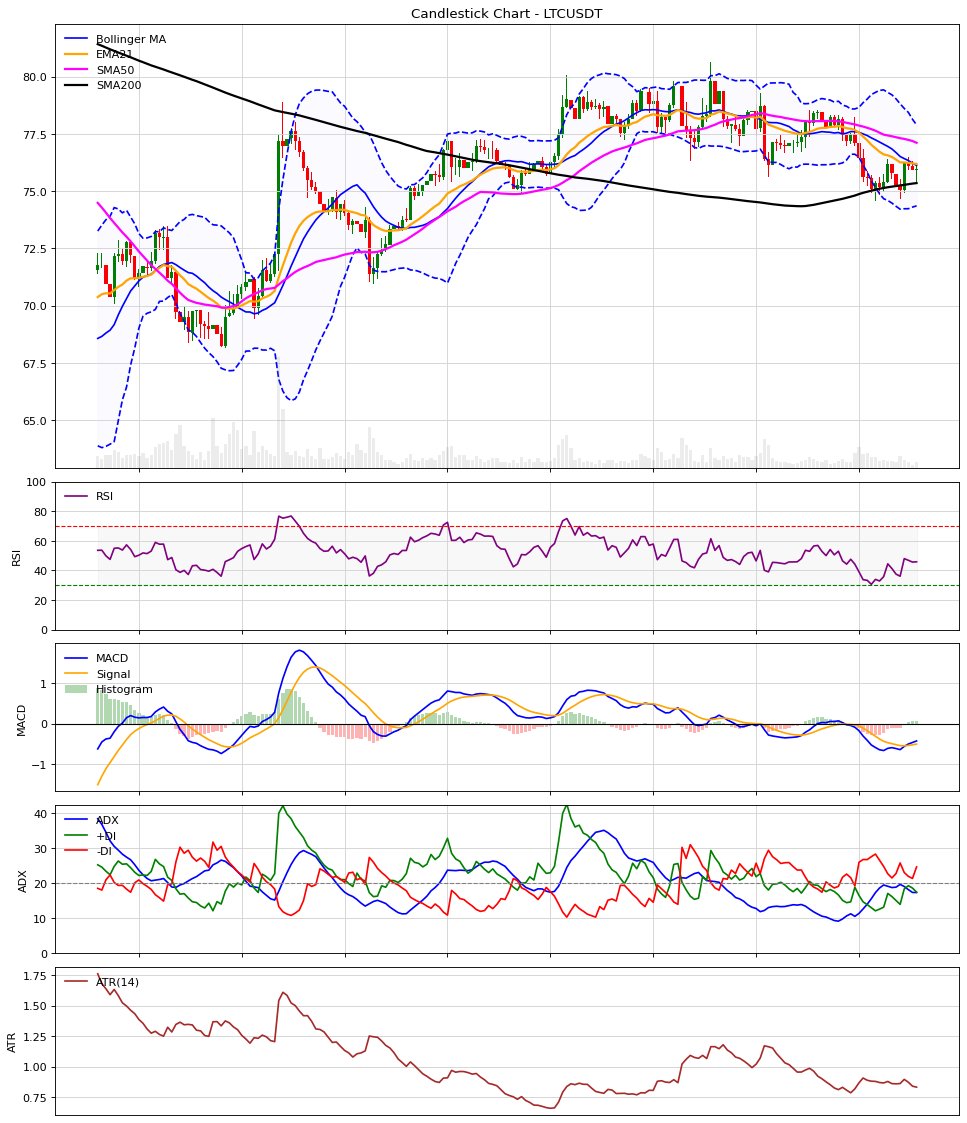 Candlestick Chart - LTCUSDT
Bollinger MA
EMA21
SMA50
SMA200
80.0
77.5
75.0
72.5
70.0
67.5
65.0
RSI
RSI
100
80
60
40
20
0
MACD
Signal
Histogram
MACD
1
0
−1
ADX
+DI
-DI
ADX
40
30
20
10
0
ATR(14)
ATR
1.75
1.50
1.25
1.00
0.75